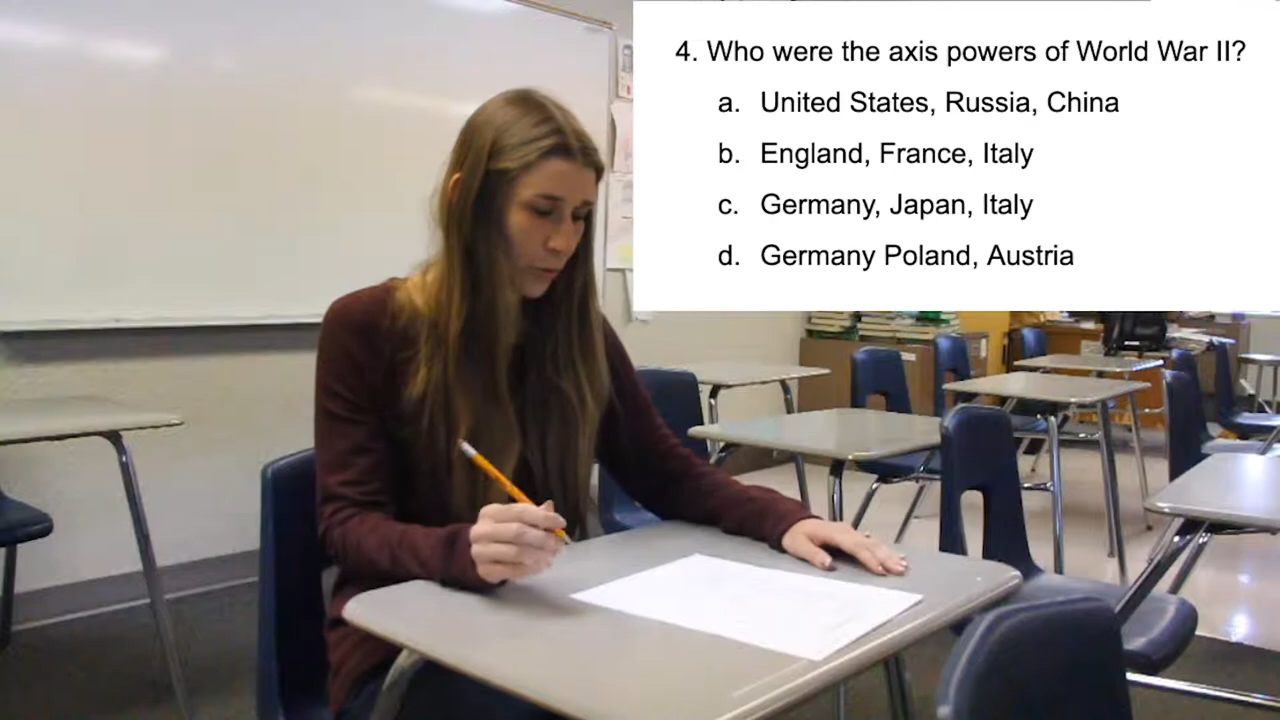 4. Who were the axis powers of World War II?
a. United States, Russia, China
b. England, France, Italy
c. Germany, Japan, Italy
d. Germany Poland, Austria